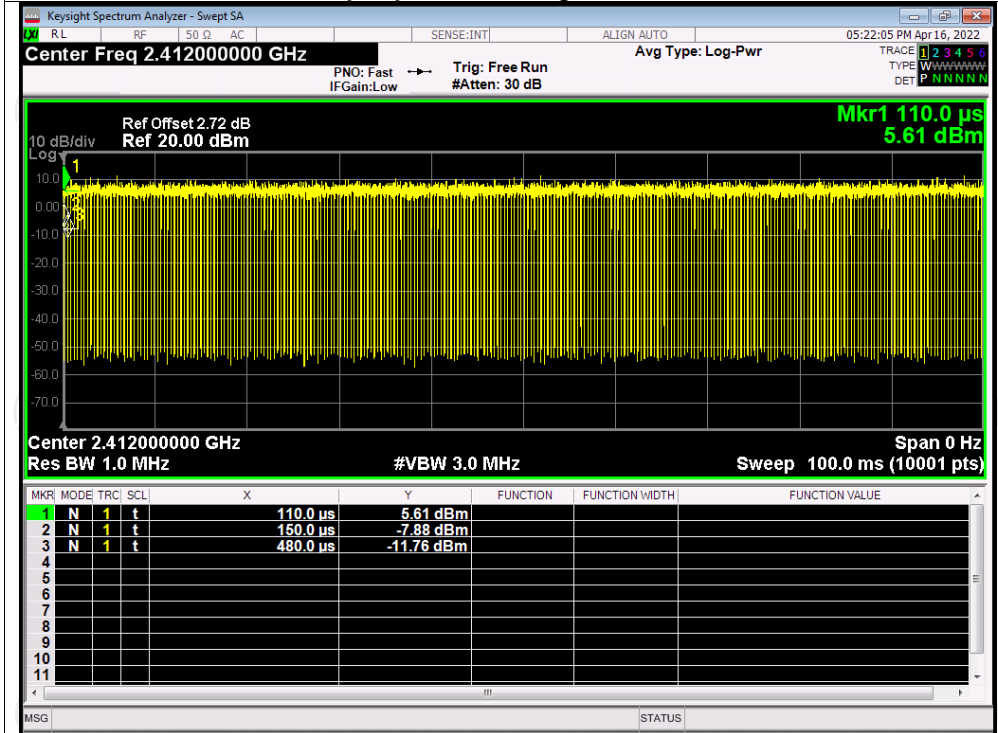 Keysight Spectrum Analyzer - Swept SA
LXI RL RF 50 Ω AC SENSE:INT ALIGN AUTO 05:22:05 PM Apr 16, 2022
Center Freq 2.412000000 GHz Avg Type: Log-Pwr TRACE 1 2 3 4 5 6
PNO: Fast Trig: Free Run TYPE WWWWWW
IFGain:Low #Atten: 30 dB DET P N N N N N
Mkr1 110.0 µs
Ref Offset 2.72 dB
10 dB/div Ref 20.00 dBm 5.61 dBm
Log
1
10.0
2
0.00
3
-10.0
-20.0
-30.0
-40.0
-50.0
-60.0
-70.0
Center 2.412000000 GHz Span 0 Hz
Res BW 1.0 MHz #VBW 3.0 MHz Sweep 100.0 ms (10001 pts)
MKR MODE TRC SCL X Y FUNCTION FUNCTION WIDTH FUNCTION VALUE
1 N 1 t 110.0 µs 5.61 dBm
2 N 1 t 150.0 µs -7.88 dBm
3 N 1 t 480.0 µs -11.76 dBm
4
5
6
7
8
9
10
11
MSG STATUS